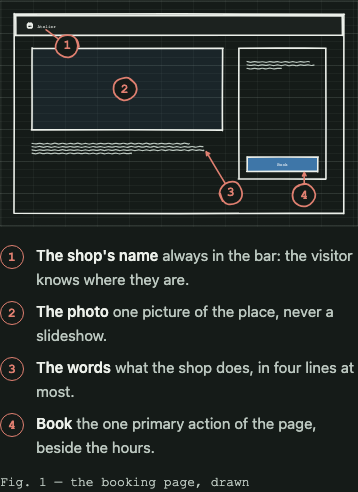 Atelier
1
2
3
4
Book
1 The shop's name always in the bar: the visitor
knows where they are.
2 The photo one picture of the place, never a
slideshow.
3 The words what the shop does, in four lines at
most.
4 Book the one primary action of the page,
beside the hours.
Fig. 1 — the booking page, drawn